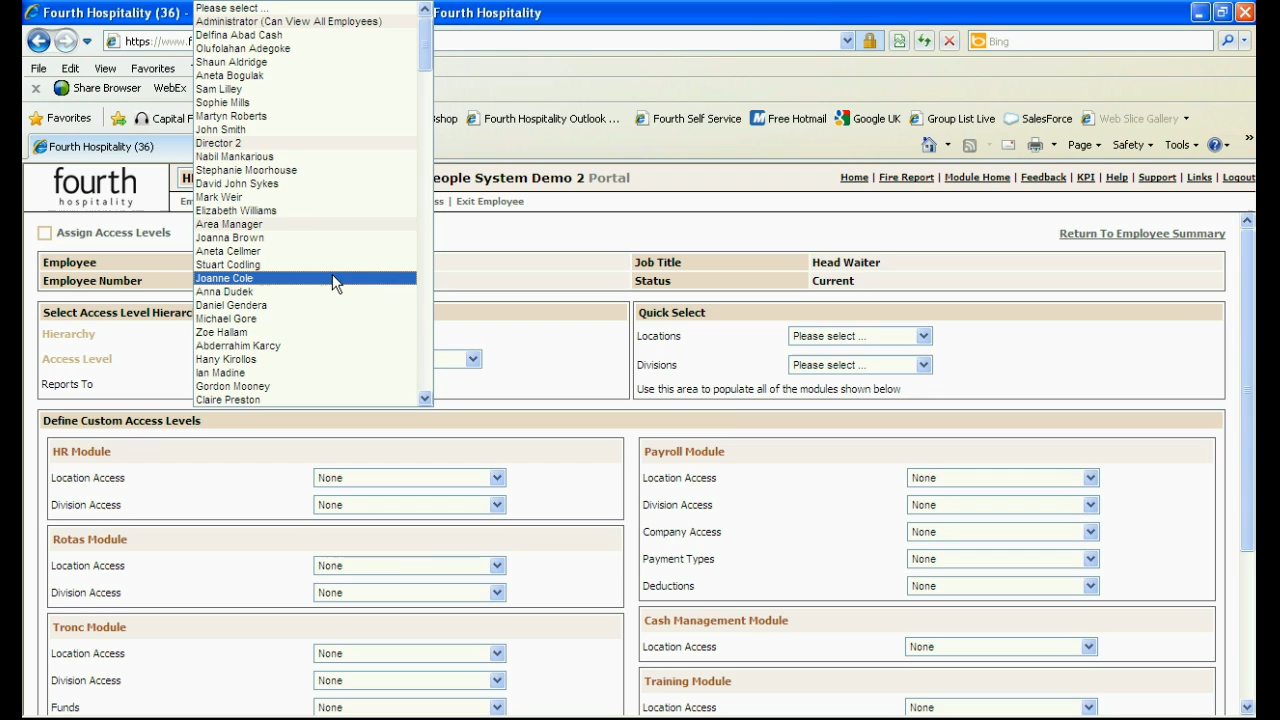 Fourth Hospitality (36) -
Fourth Hospitality
https://www.f
Bing
File Edit View Favorites
x Share Browser WebEx
Favorites Capital F
shop Fourth Hospitality Outlook ... Fourth Self Service Free Hotmail Google UK Group List Live SalesForce Web Slice Gallery
Fourth Hospitality (36)
Page Safety Tools
fourth
hospitality
eople System Demo 2 Portal
Home | Fire Report | Module Home | Feedback | KPI | Help | Support | Links | Logout
ss | Exit Employee
Please select ...
Administrator (Can View All Employees)
Delfina Abad Cash
Olufolahan Adegoke
Shaun Aldridge
Aneta Bogulak
Sam Lilley
Sophie Mills
Martyn Roberts
John Smith
Director 2
Nabil Mankarious
Stephanie Moorhouse
David John Sykes
Mark Weir
Elizabeth Williams
Area Manager
Joanna Brown
Aneta Cellmer
Stuart Codling
Joanne Cole
Anna Dudek
Daniel Gendera
Michael Gore
Zoe Hallam
Abderrahim Karcy
Hany Kirollos
Ian Madine
Gordon Mooney
Claire Preston
Assign Access Levels
Return To Employee Summary
Employee
Job Title Head Waiter
Employee Number
Status Current
Select Access Level Hierarc
Hierarchy
Access Level
Reports To
Quick Select
Locations Please select ...
Divisions Please select ...
Use this area to populate all of the modules shown below
Define Custom Access Levels
HR Module
Location Access None
Division Access None
Rotas Module
Location Access None
Division Access None
Tronc Module
Location Access None
Division Access None
Funds None
Payroll Module
Location Access None
Division Access None
Company Access None
Payment Types None
Deductions None
Cash Management Module
Location Access None
Training Module
Location Access None